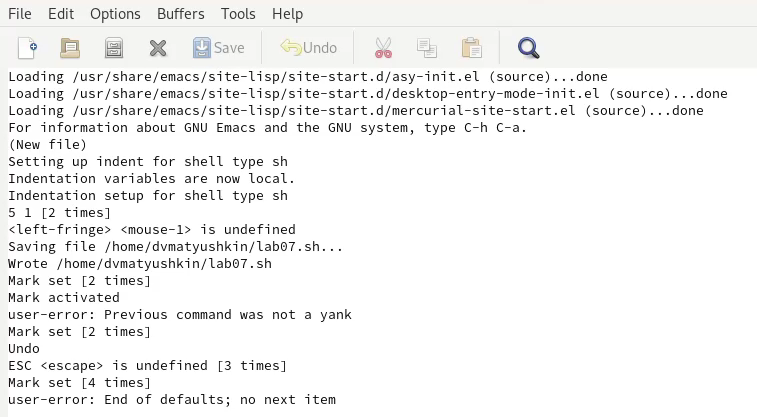 File Edit Options Buffers Tools Help
Save Undo
Loading /usr/share/emacs/site-lisp/site-start.d/asy-init.el (source)...done
Loading /usr/share/emacs/site-lisp/site-start.d/desktop-entry-mode-init.el (source)...done
Loading /usr/share/emacs/site-lisp/site-start.d/mercurial-site-start.el (source)...done
For information about GNU Emacs and the GNU system, type C-h C-a.
(New file)
Setting up indent for shell type sh
Indentation variables are now local.
Indentation setup for shell type sh
5 1 [2 times]
<left-fringe> <mouse-1> is undefined
Saving file /home/dvmatyushkin/lab07.sh...
Wrote /home/dvmatyushkin/lab07.sh
Mark set [2 times]
Mark activated
user-error: Previous command was not a yank
Mark set [2 times]
Undo
ESC <escape> is undefined [3 times]
Mark set [4 times]
user-error: End of defaults; no next item